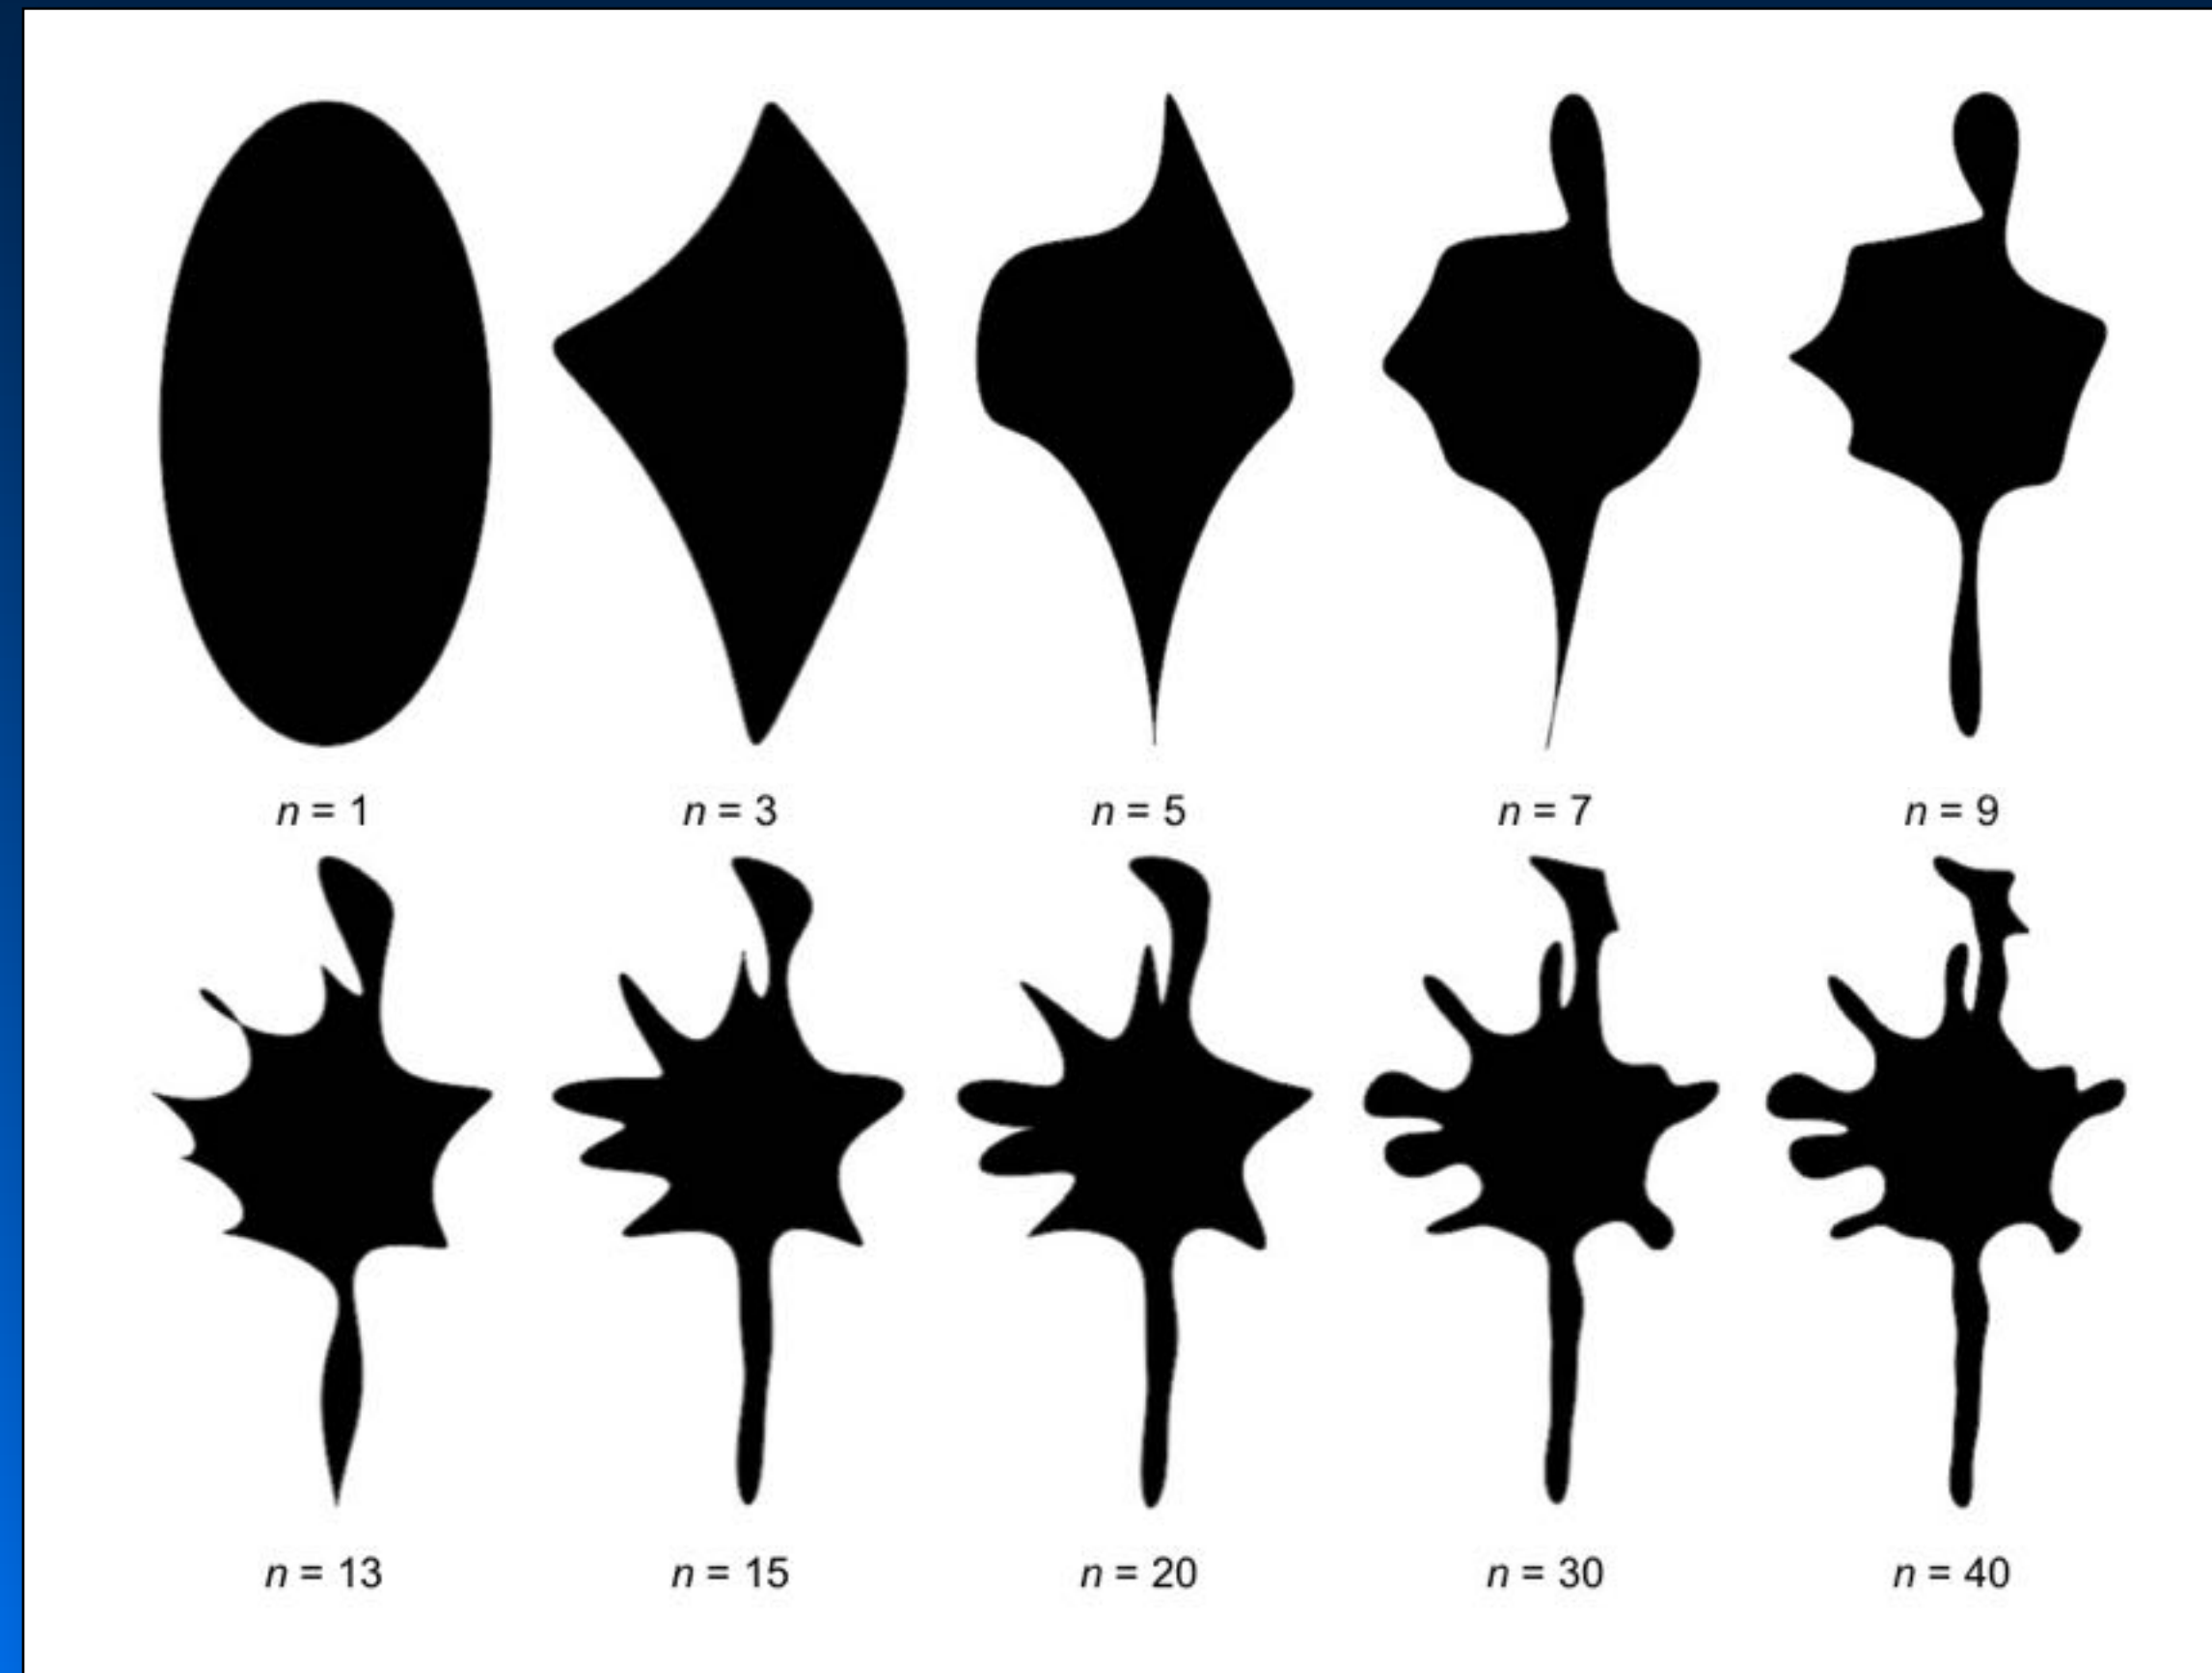 n = 1
n = 3
n = 5
n = 7
n = 9
n = 13
n = 15
n = 20
n = 30
n = 40